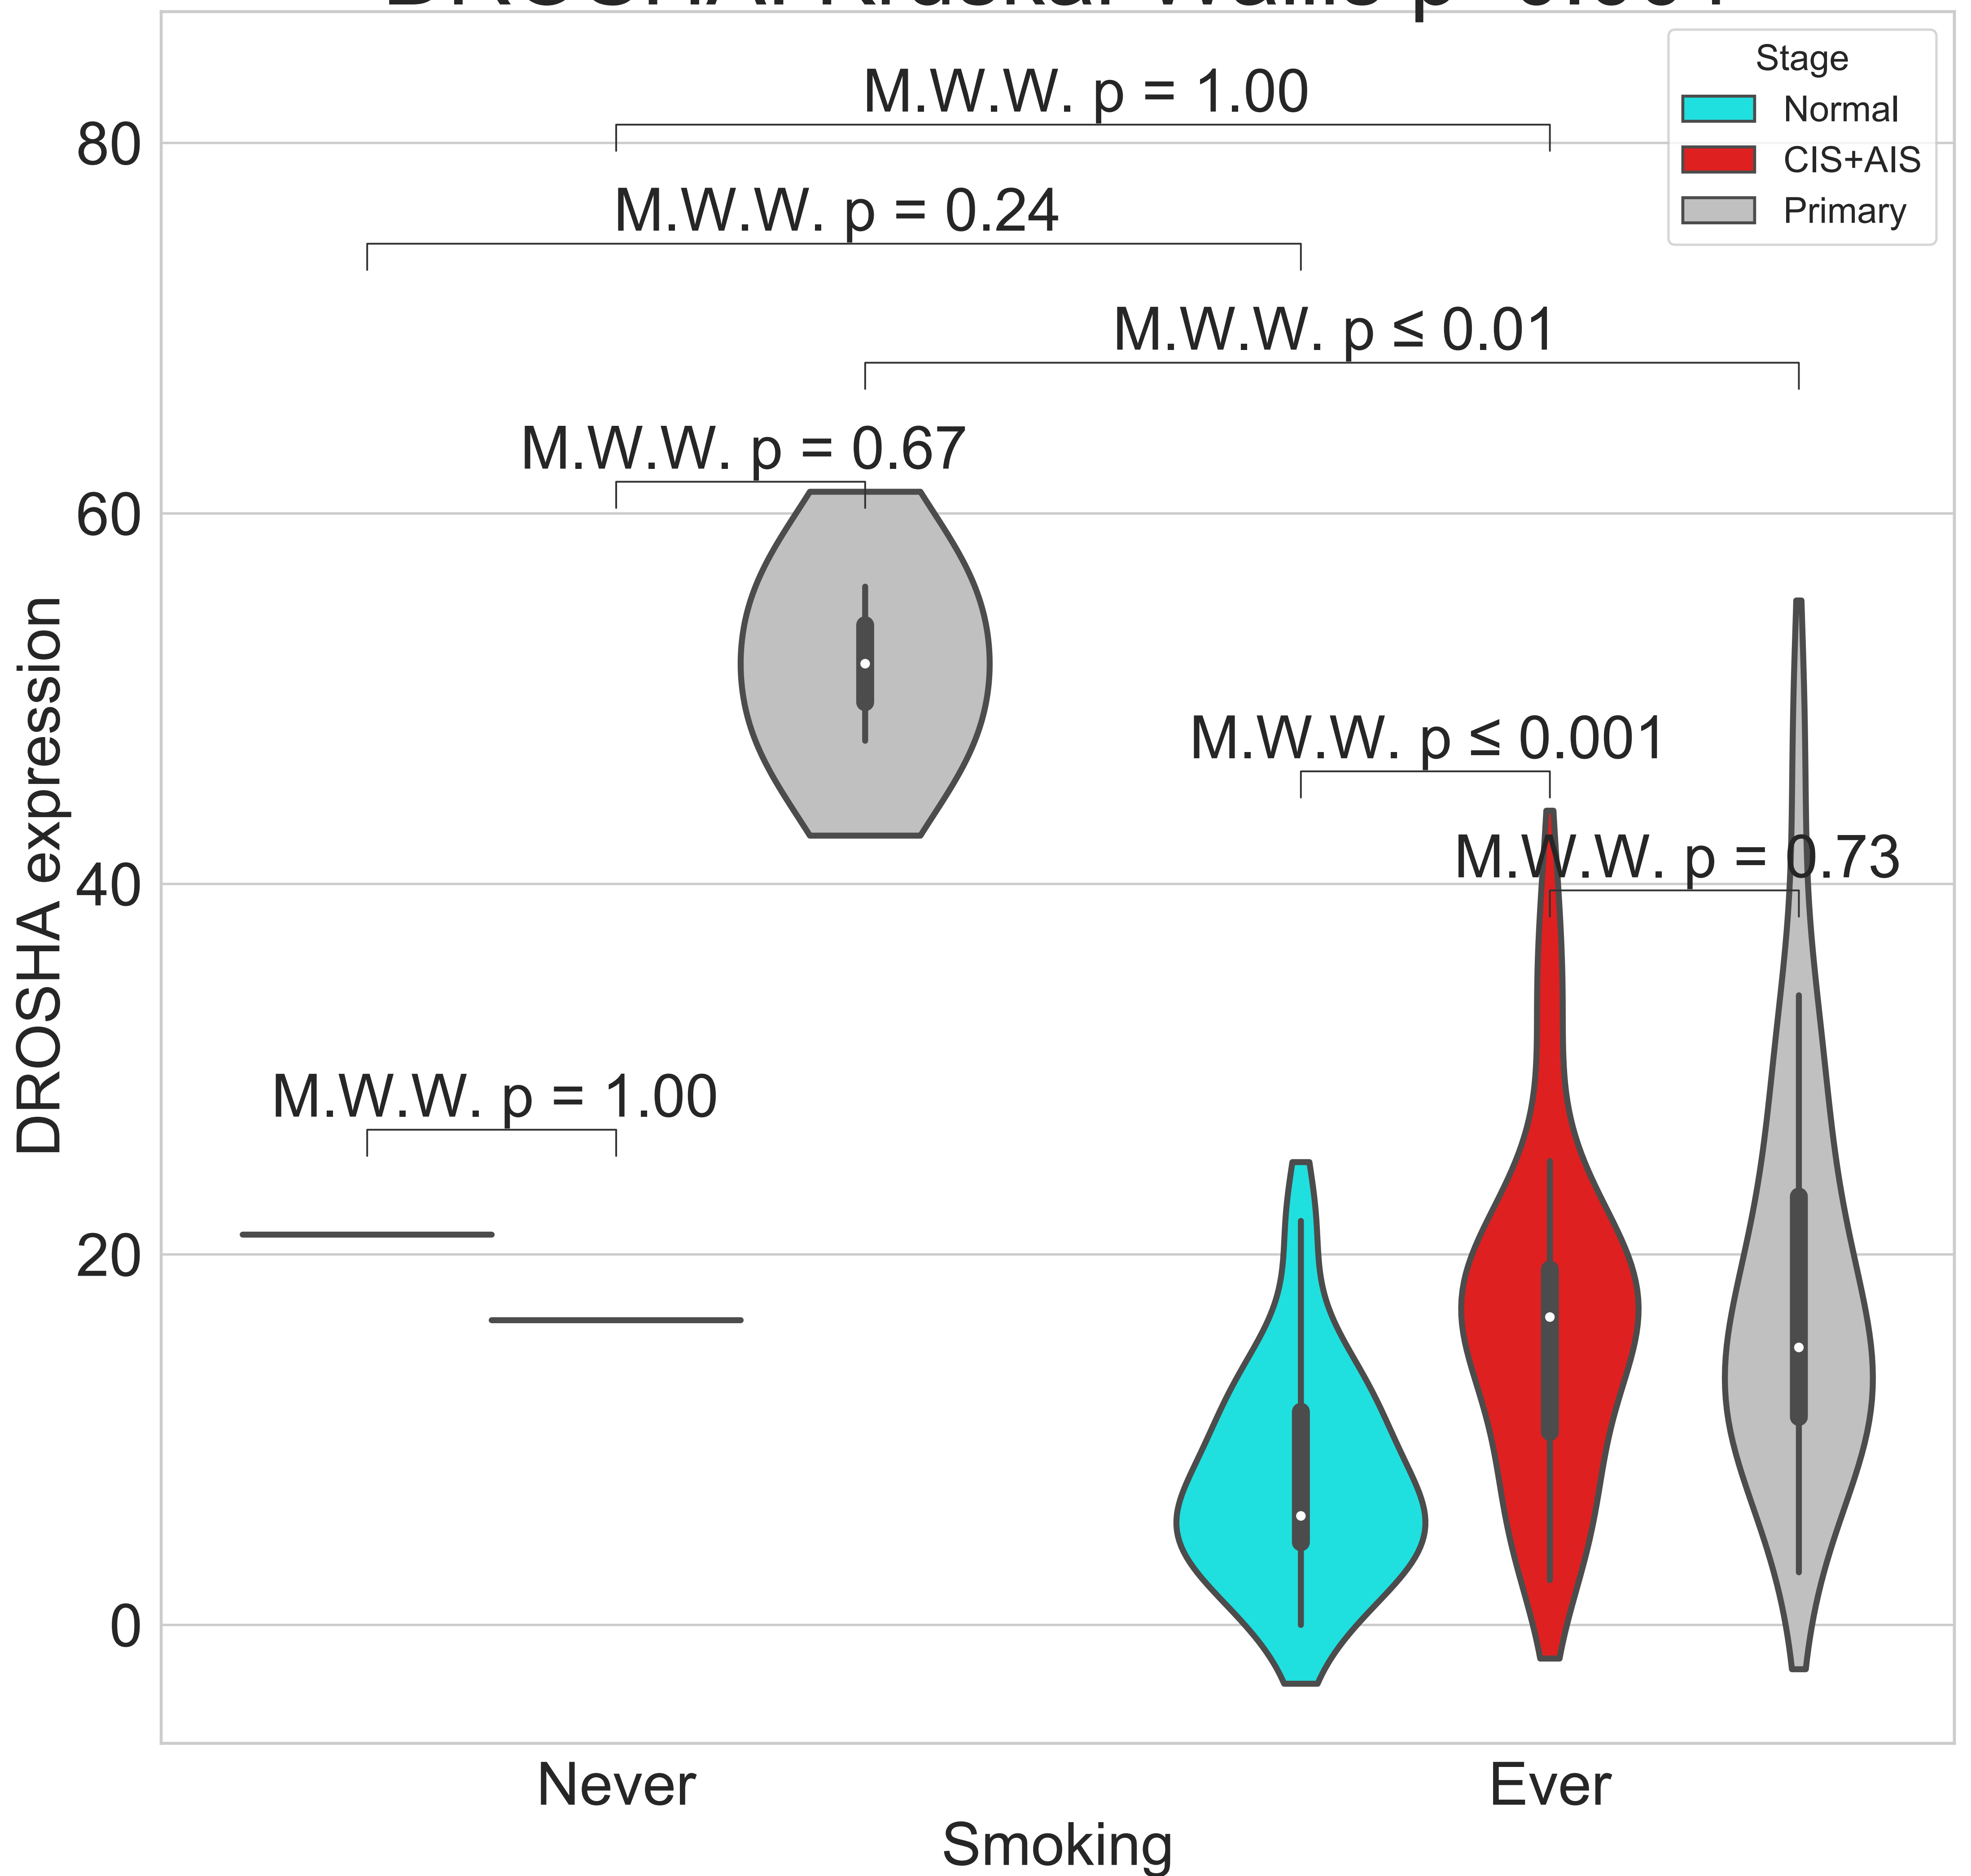 Stage
Normal
CIS+AIS
Primary
M.W.W. p = 1.00
M.W.W. p = 0.24
M.W.W. p ≤ 0.01
M.W.W. p = 0.67
M.W.W. p ≤ 0.001
M.W.W. p = 0.73
M.W.W. p = 1.00
80
60
40
20
0
DROSHA expression
Never
Ever
Smoking